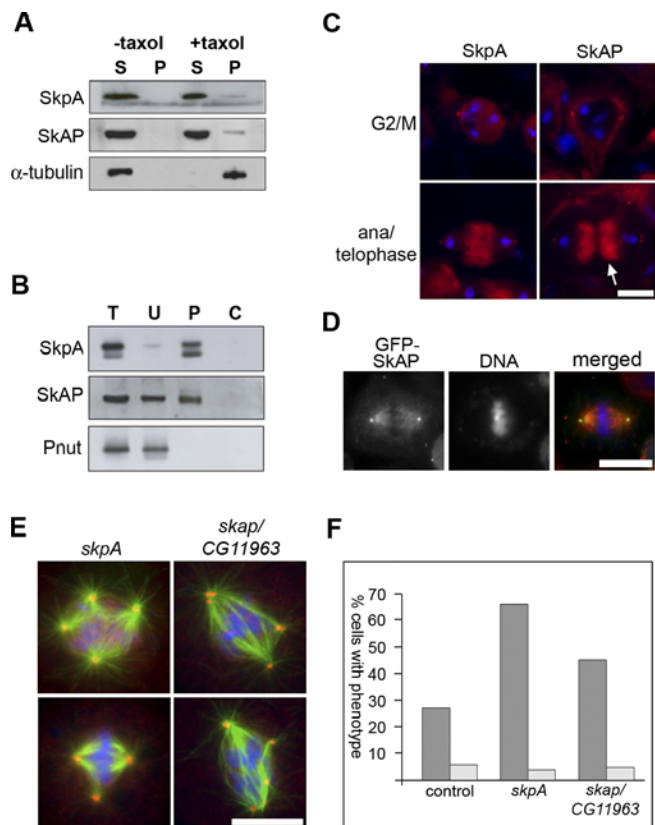 A
-taxol +taxol
S P S P
SkpA
SkAP
α-tubulin
B
T U P C
SkpA
SkAP
Pnut
C
SkpA SkAP
G2/M
ana/
telophase
D
GFP-
SkAP DNA merged
E
skpA skap/
CG11963
F
% cells with phenotype
70
60
50
40
30
20
10
control skpA skap/
CG11963